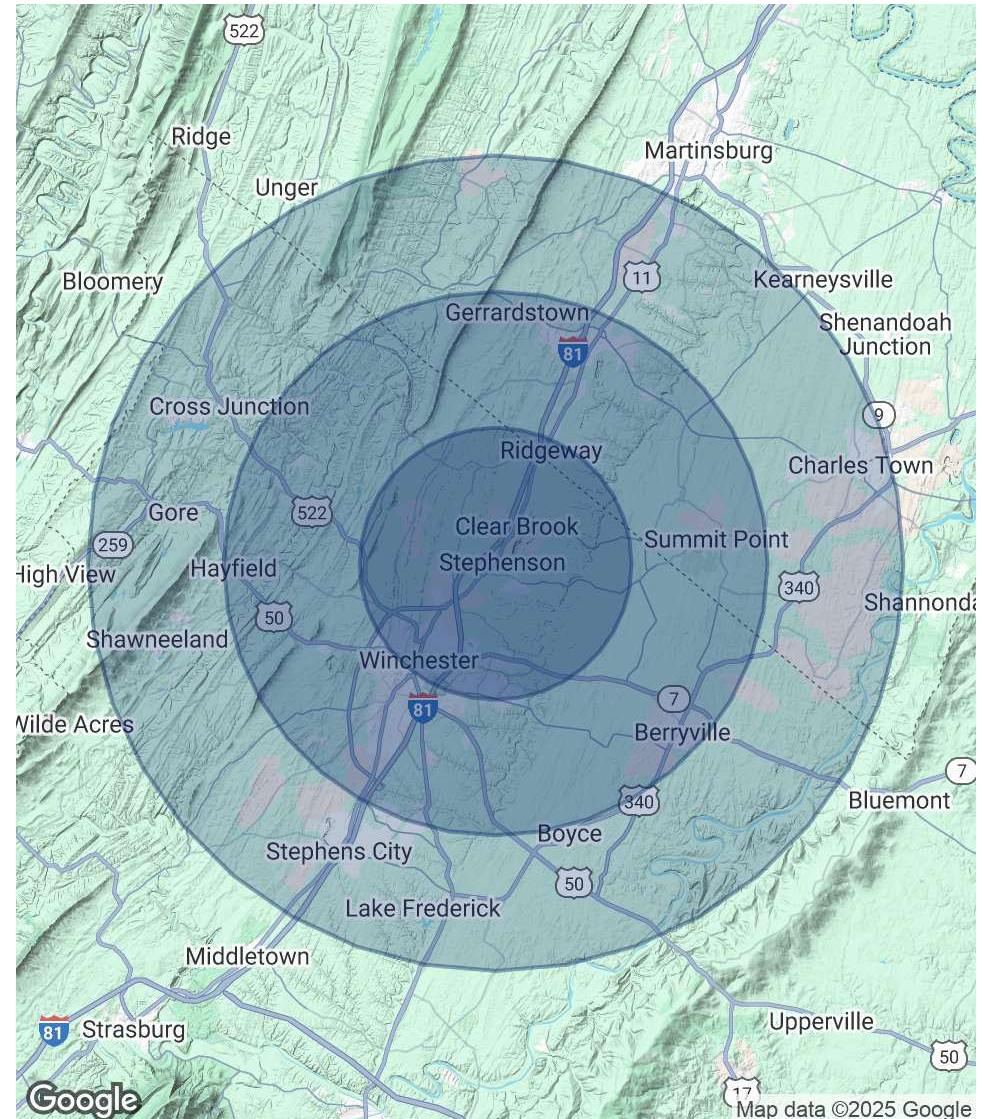 522
Ridge
Martinsburg
Unger
Bloomery
11
Kearneysville
Gerrardstown
Shenandoah
Junction
81
Cross Junction
9
Ridgeway
Charles Town
Gore
522
Clear Brook
259
Summit Point
Stephenson
High View
Hayfield
340
50
Shannonda
Shawneeland
Winchester
7
81
Wilde Acres
Berryville
7
340
Bluemont
Boyce
Stephens City
50
Lake Frederick
Middletown
81
Strasburg
Upperville
50
17
Google
Map data ©2025 Google